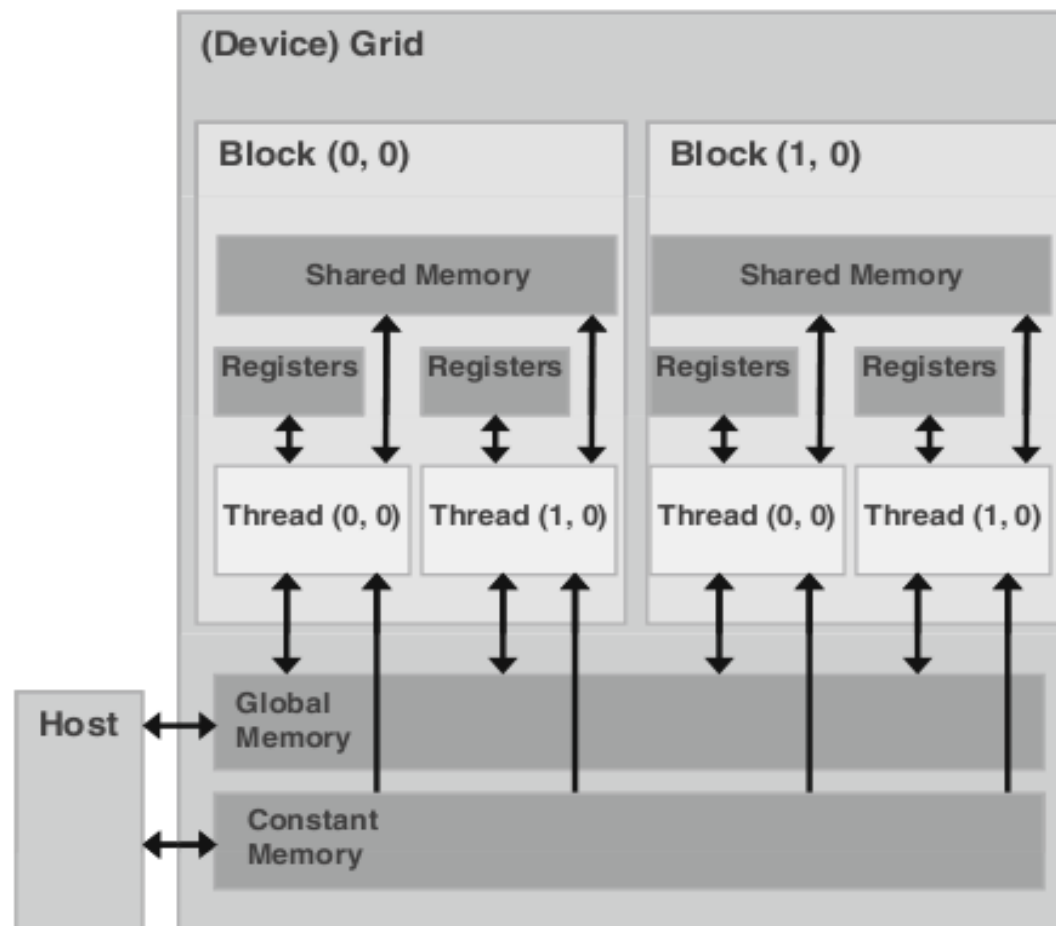 (Device) Grid
Block (0, 0)
Block (1, 0)
Shared Memory
Shared Memory
Registers
Registers
Registers
Registers
Thread (0, 0)
Thread (1, 0)
Thread (0, 0)
Thread (1, 0)
Host
Global
Memory
Constant
Memory